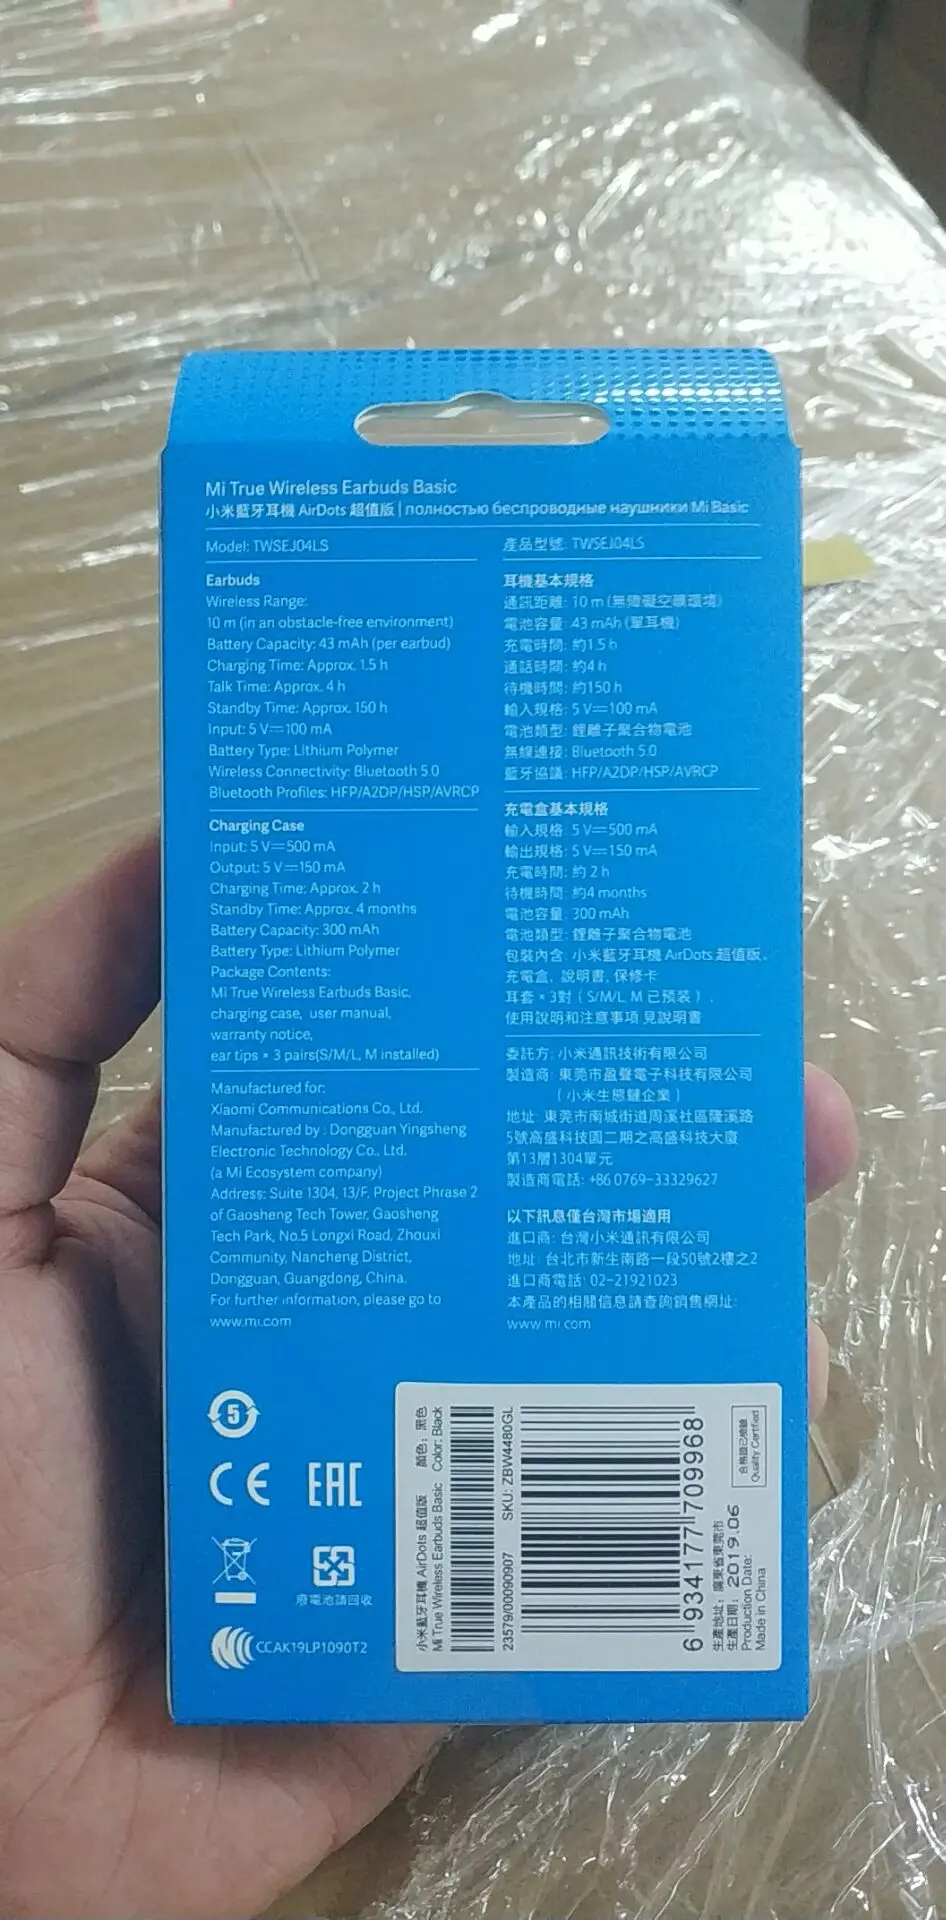 Mi True Wireless Earbuds Basic
小米藍牙耳機 AirDots 超值版 | полностью беспроводные наушники Mi Basic
Model: TWSEJ04LS
Earbuds
Wireless Range:
10 m (in an obstacle-free environment)
Battery Capacity: 43 mAh (per earbud)
Charging Time: Approx. 1.5 h
Talk Time: Approx. 4 h
Standby Time: Approx. 150 h
Input: 5 V⎓100 mA
Battery Type: Lithium Polymer
Wireless Connectivity: Bluetooth 5.0
Bluetooth Profiles: HFP/A2DP/HSP/AVRCP
Charging Case
Input: 5 V⎓500 mA
Output: 5 V⎓150 mA
Charging Time: Approx. 2 h
Standby Time: Approx. 4 months
Battery Capacity: 300 mAh
Battery Type: Lithium Polymer
Package Contents:
Mi True Wireless Earbuds Basic,
charging case, user manual,
warranty notice,
ear tips × 3 pairs(S/M/L, M installed)
Manufactured for:
Xiaomi Communications Co., Ltd.
Manufactured by : Dongguan Yingsheng
Electronic Technology Co., Ltd.
(a Mi Ecosystem company)
Address: Suite 1304, 13/F, Project Phrase 2
of Gaosheng Tech Tower, Gaosheng
Tech Park, No.5 Longxi Road, Zhouxi
Community, Nancheng District,
Dongguan, Guangdong, China.
For further information, please go to
www.mi.com
產品型號: TWSEJ04LS
耳機基本規格
通訊距離: 10 m (無障礙空曠環境)
電池容量: 43 mAh (單耳機)
充電時間: 約1.5 h
通話時間: 約4 h
待機時間: 約150 h
輸入規格: 5 V⎓100 mA
電池類型: 鋰離子聚合物電池
無線連接: Bluetooth 5.0
藍牙協議: HFP/A2DP/HSP/AVRCP
充電盒基本規格
輸入規格: 5 V⎓500 mA
輸出規格: 5 V⎓150 mA
充電時間: 約 2 h
待機時間: 約4 months
電池容量: 300 mAh
電池類型: 鋰離子聚合物電池
包裝內含: 小米藍牙耳機 AirDots 超值版、
充電盒、說明書、保修卡
耳套 × 3對 ( S/M/L, M 已預裝 ) .
使用說明和注意事項 見說明書
委託方: 小米通訊技術有限公司
製造商: 東莞市盈聲電子科技有限公司
( 小米生態鏈企業 )
地址: 東莞市南城街道周溪社區隆溪路
5號高盛科技園二期之高盛科技大廈
第13層1304單元
製造商電話: +86 0769-33329627
以下訊息僅台灣市場適用
進口商: 台灣小米通訊有限公司
地址: 台北市新生南路一段50號2樓之2
進口商電話: 02-21921023
本產品的相關信息請查詢銷售網址:
www.mi.com
5
CE EAC
廢電池請回收
CCAK19LP1090T2
小米藍牙耳機 AirDots 超值版 顏色: 黑色
Mi True Wireless Earbuds Basic Color: Black
23579/00090907 SKU: ZBW4480GL
6 934177 709968
合格證已檢驗
Quality Certified
生產地址: 廣東省東莞市
生產日期: 2019.06
Production Date:
Made in China